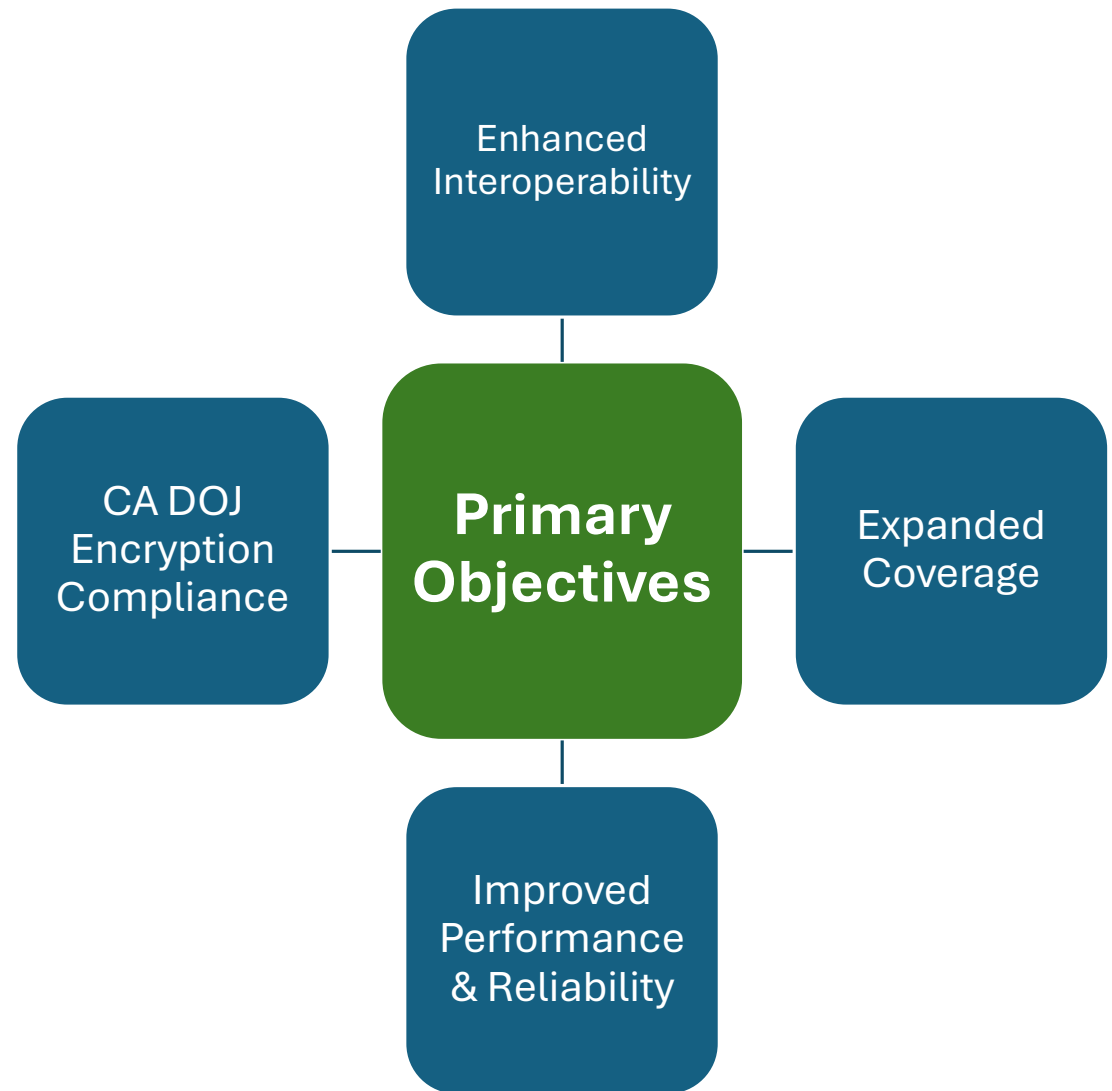 Enhanced
Interoperability
CA DOJ
Encryption
Compliance
Primary
Objectives
Expanded
Coverage
Improved
Performance
& Reliability